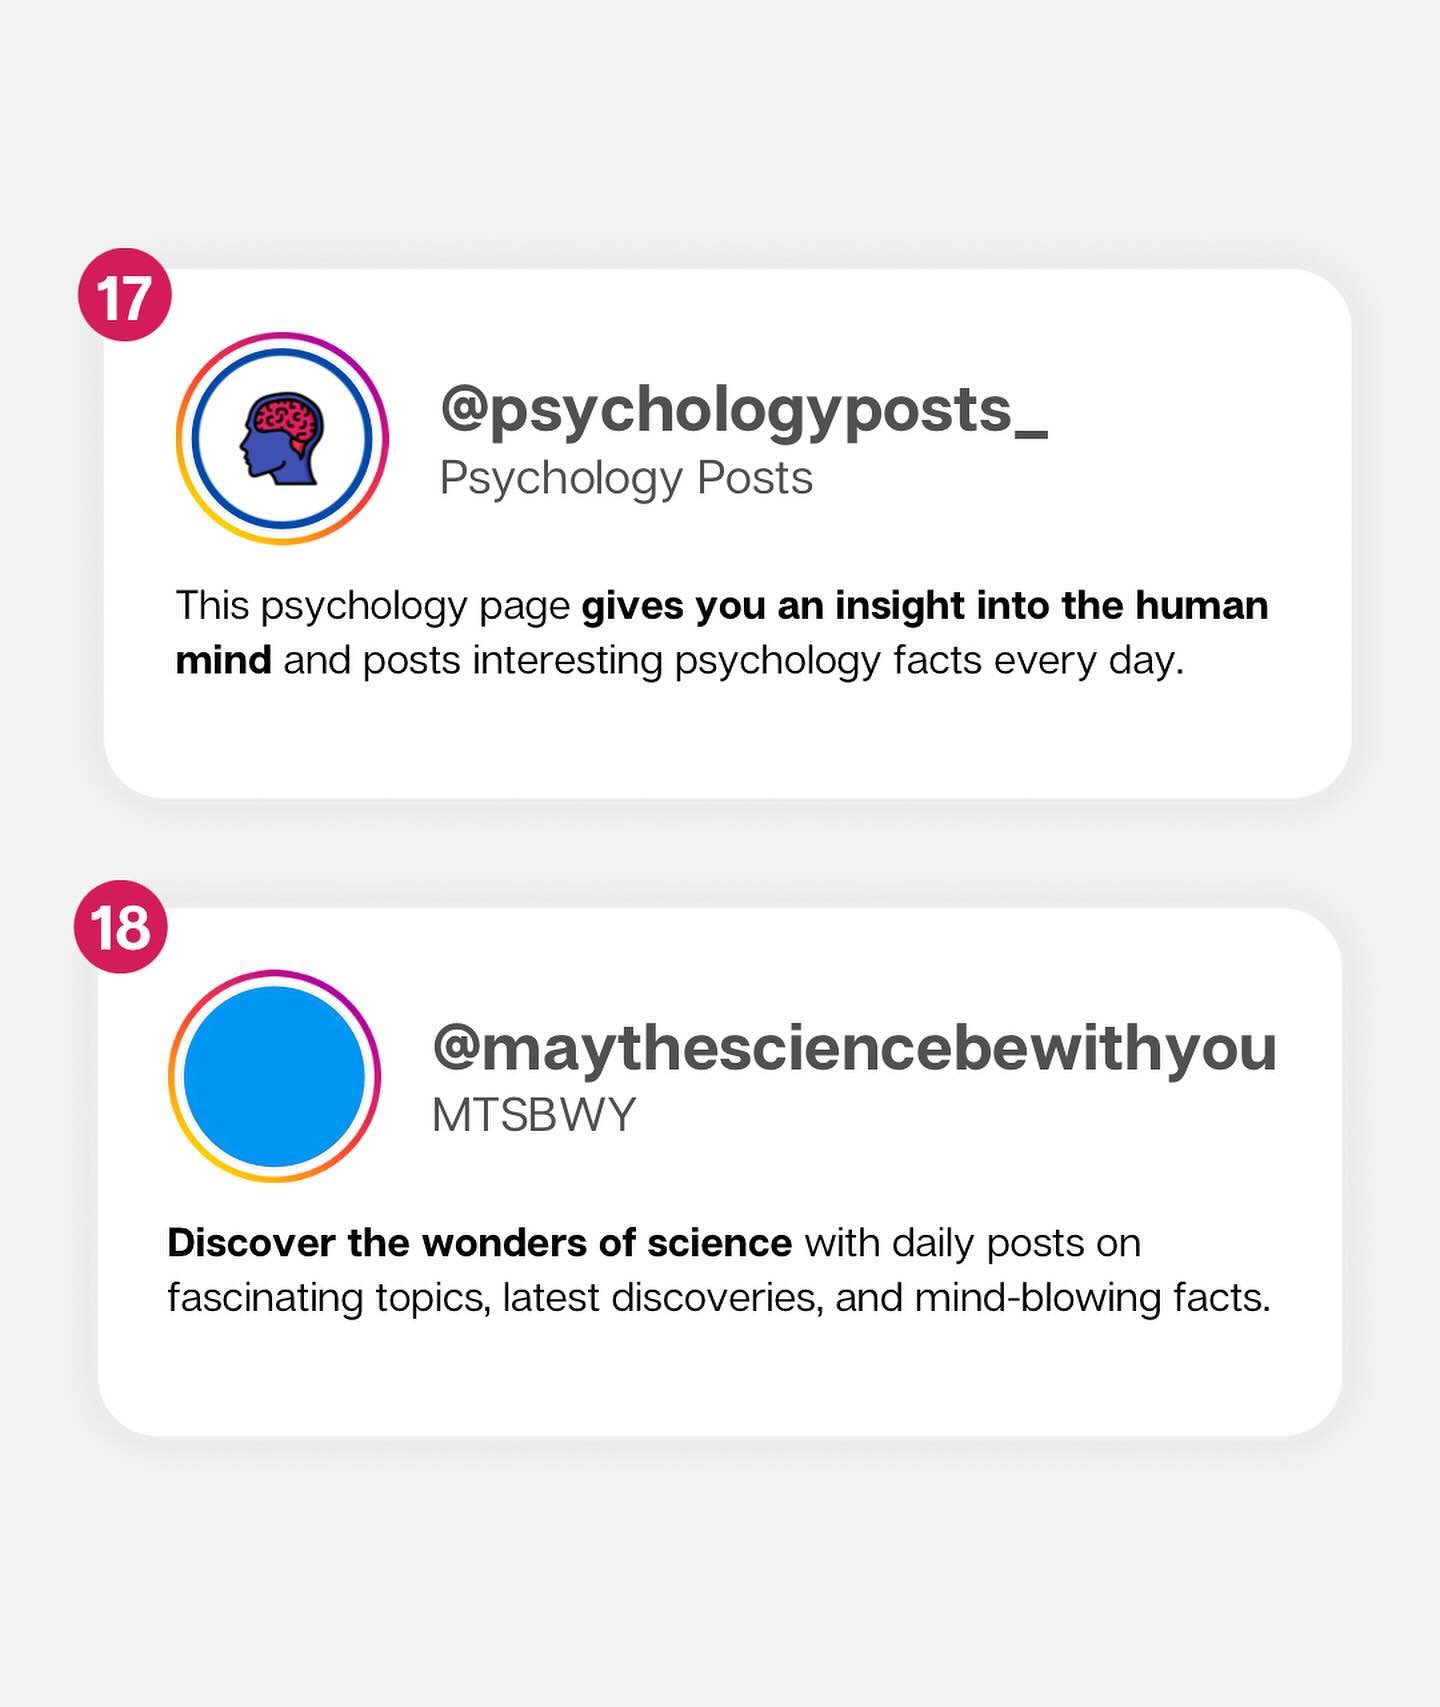 17
@psychologyposts_
Psychology Posts
This psychology page gives you an insight into the human
mind and posts interesting psychology facts every day.
18
@maythesciencebewithyou
MTSBWY
Discover the wonders of science with daily posts on
fascinating topics, latest discoveries, and mind-blowing facts.